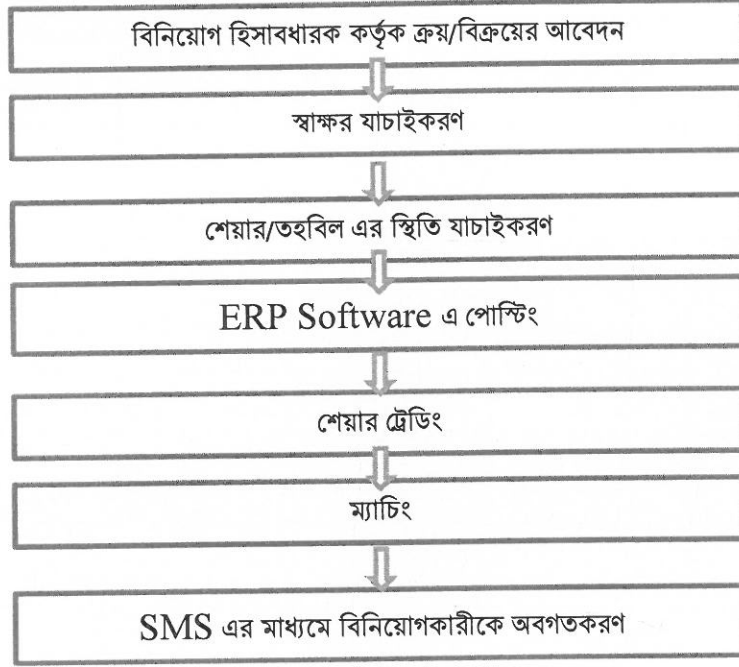 বিনিয়োগ হিসাবধারক কর্তৃক ক্রয়/বিক্রয়ের আবেদন
স্বাক্ষর যাচাইকরণ
শেয়ার/তহবিল এর স্থিতি যাচাইকরণ
ERP Software এ পোস্টিং
শেয়ার ট্রেডিং
ম্যাচিং
SMS এর মাধ্যমে বিনিয়োগকারীকে অবগতকরণ